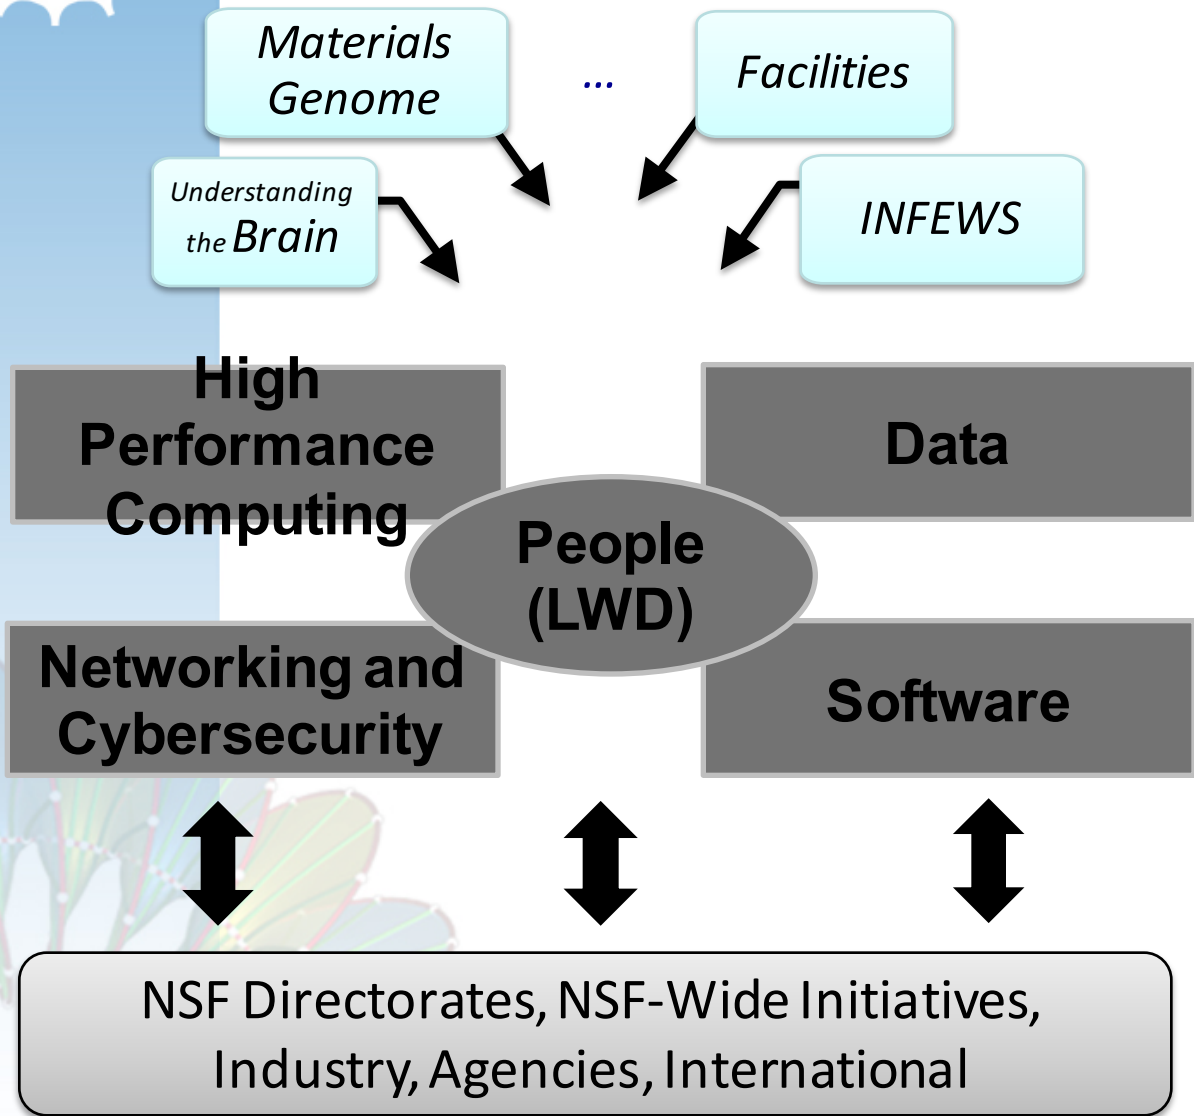 Materials
Genome
...
Facilities
Understanding
the Brain
INFEWS
High
Performance
Computing
Data
People
(LWD)
Networking and
Cybersecurity
Software
NSF Directorates, NSF-Wide Initiatives,
Industry, Agencies, International